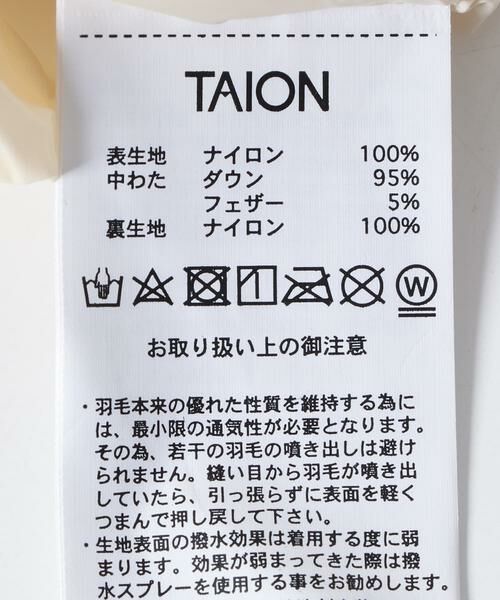 TAION
表生地 ナイロン 100%
中わた ダウン 95%
フェザー 5%
裏生地 ナイロン 100%
W
お取り扱い上の御注意
・羽毛本来の優れた性質を維持する為に
は、最小限の通気性が必要となります。
その為、若干の羽毛の噴き出しは避け
られません。縫い目から羽毛が噴き出
していたら、引っ張らずに表面を軽く
つまんで押し戻して下さい。
・生地表面の撥水効果は着用する度に弱
まります。効果が弱まってきた際は撥
水スプレーを使用する事をお勧めします。